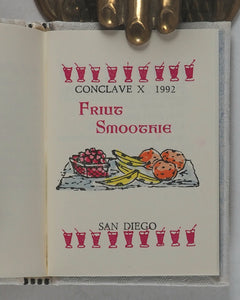 CONCLAVE X 1992
Friut
Smoothie
SAN DIEGO